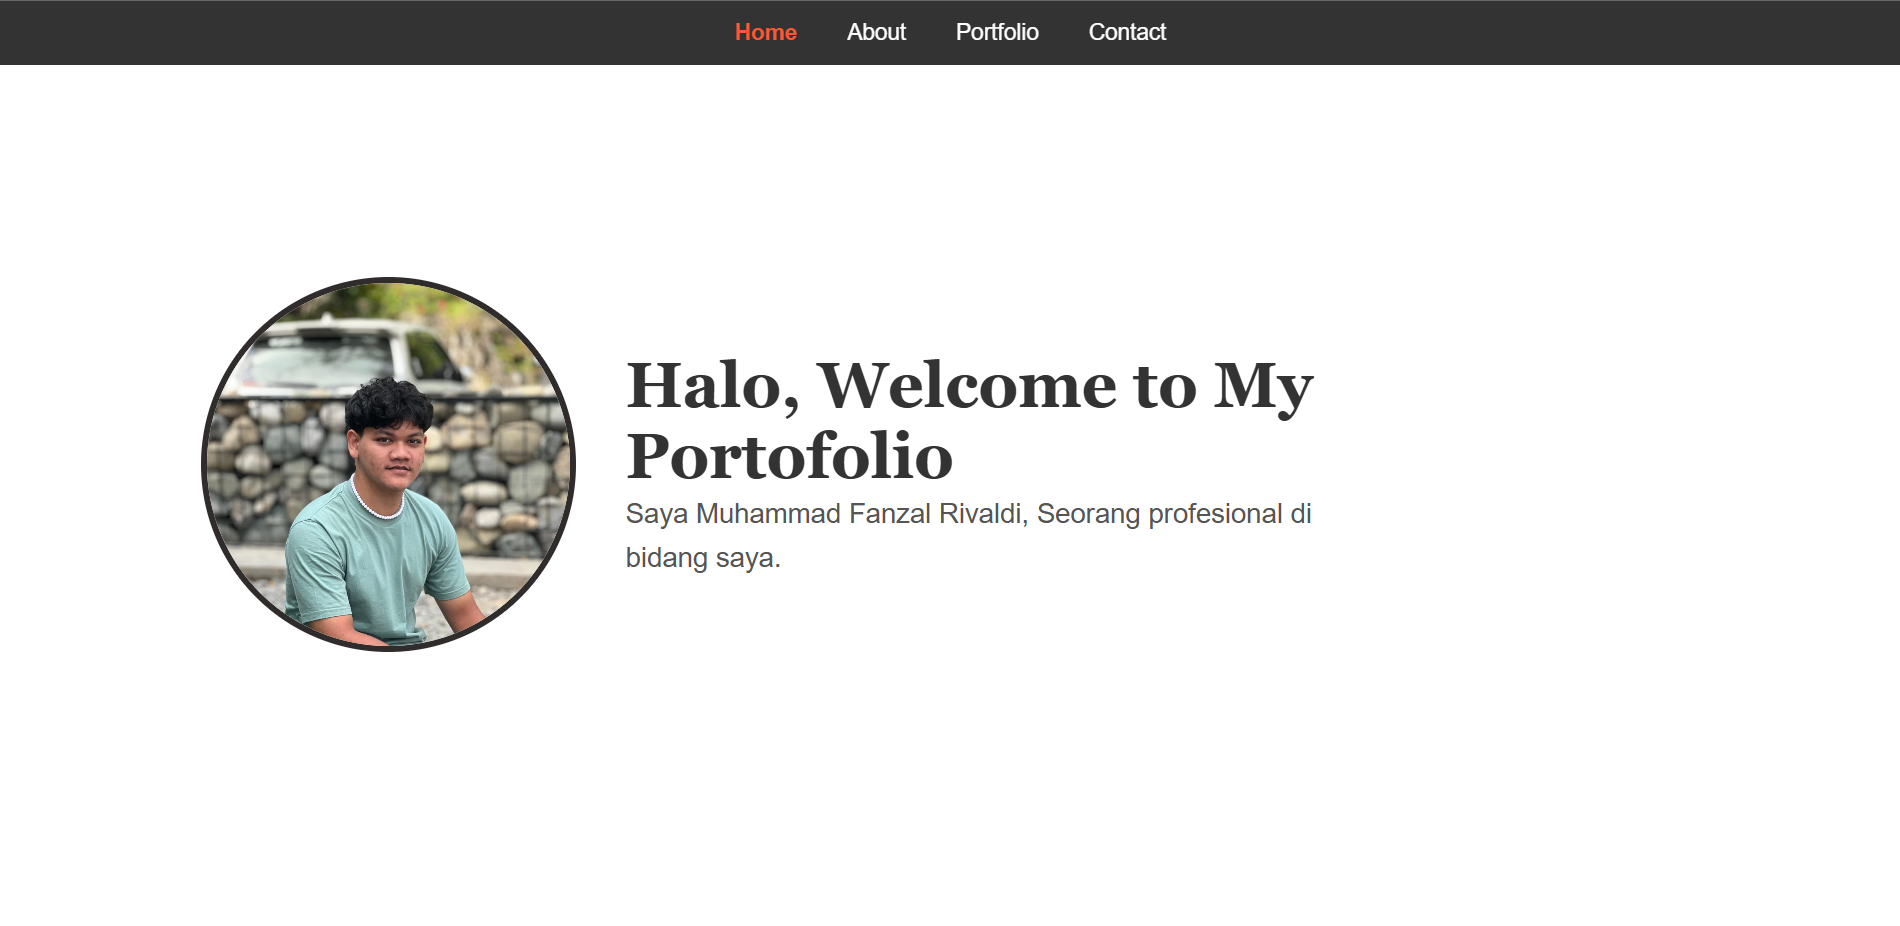 Home About Portfolio Contact
Halo, Welcome to My
Portofolio
Saya Muhammad Fanzal Rivaldi, Seorang profesional di
bidang saya.